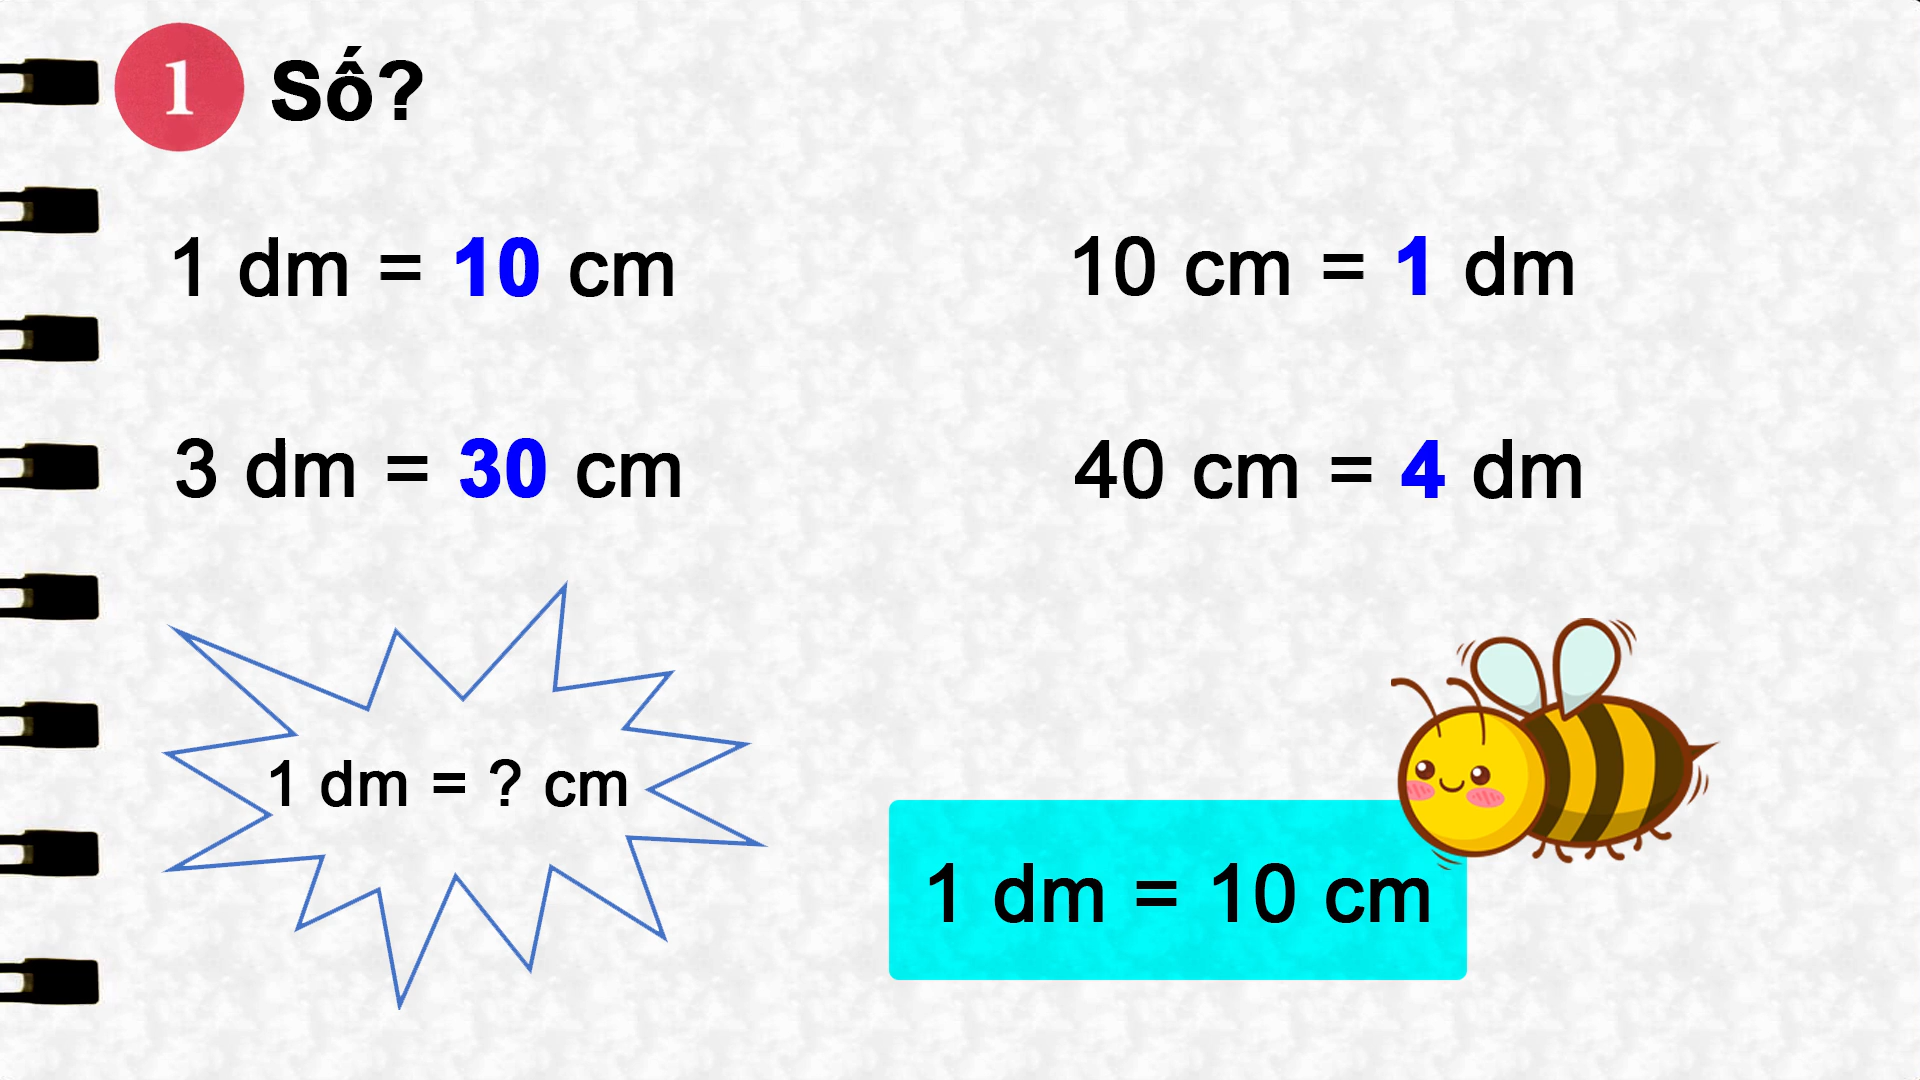 1 Số?
1 dm = 10 cm
10 cm = 1 dm
3 dm = 30 cm
40 cm = 4 dm
1 dm = ? cm
1 dm = 10 cm